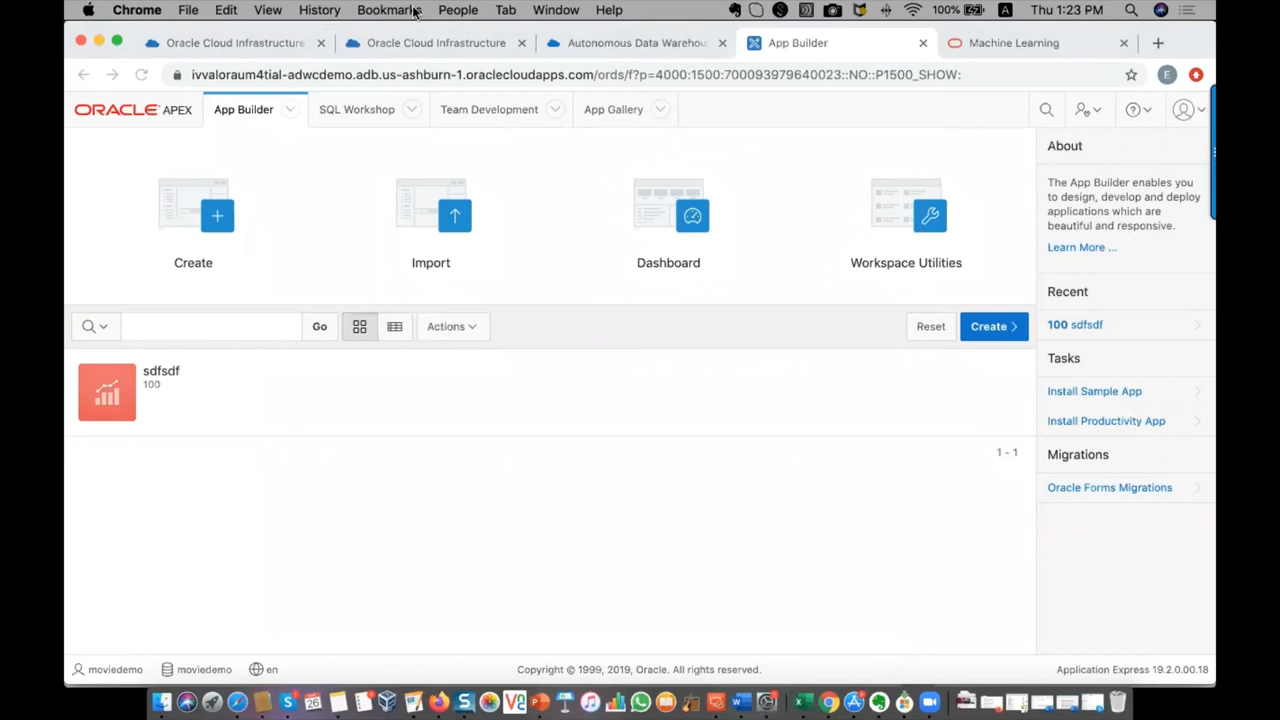 Chrome File Edit View History Bookmarks People Tab Window Help 100% A Thu 1:23 PM
Oracle Cloud Infrastructure Oracle Cloud Infrastructure Autonomous Data Warehou App Builder Machine Learning
ivvaloraum4tial-adwcdemo.adb.us-ashburn-1.oraclecloudapps.com/ords/f?p=4000:1500:700093979640023::NO::P1500_SHOW: E
ORACLE APEX App Builder SQL Workshop Team Development App Gallery
Create
Import
Dashboard
Workspace Utilities
Go Actions Reset Create
sdfsdf
100
1 - 1
About
The App Builder enables you
to design, develop and deploy
applications which are
beautiful and responsive.
Learn More ...
Recent
100 sdfsdf
Tasks
Install Sample App
Install Productivity App
Migrations
Oracle Forms Migrations
moviedemo moviedemo en Copyright © 1999, 2019, Oracle. All rights reserved. Application Express 19.2.0.00.18